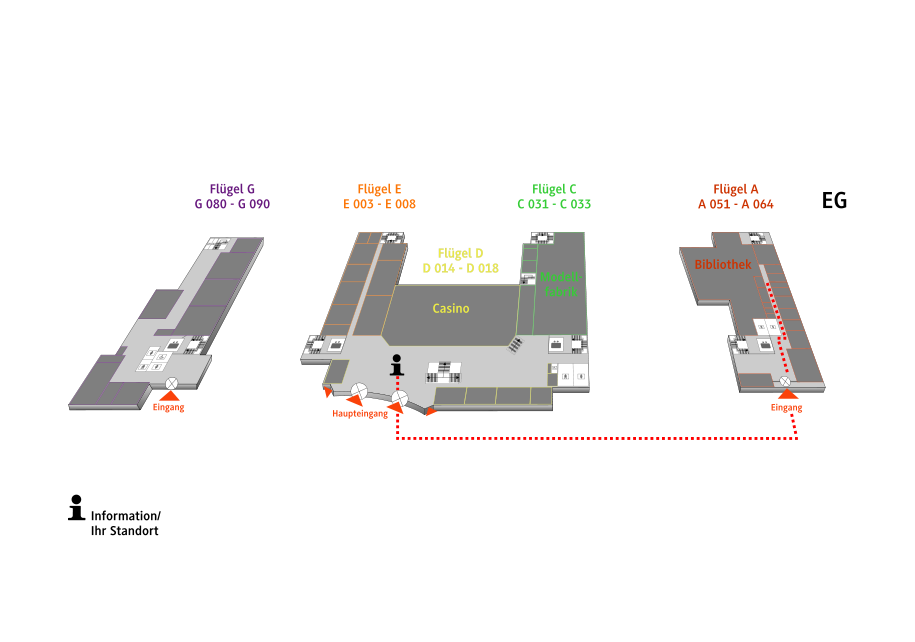 Flügel G
G 080 - G 090
Flügel E
E 003 - E 008
Flügel C
C 031 - C 033
Flügel A
A 051 - A 064
EG
Flügel D
D 014 - D 018
Bibliothek
Modell-
fabrik
Casino
Eingang
Haupteingang
Eingang
Information/
Ihr Standort